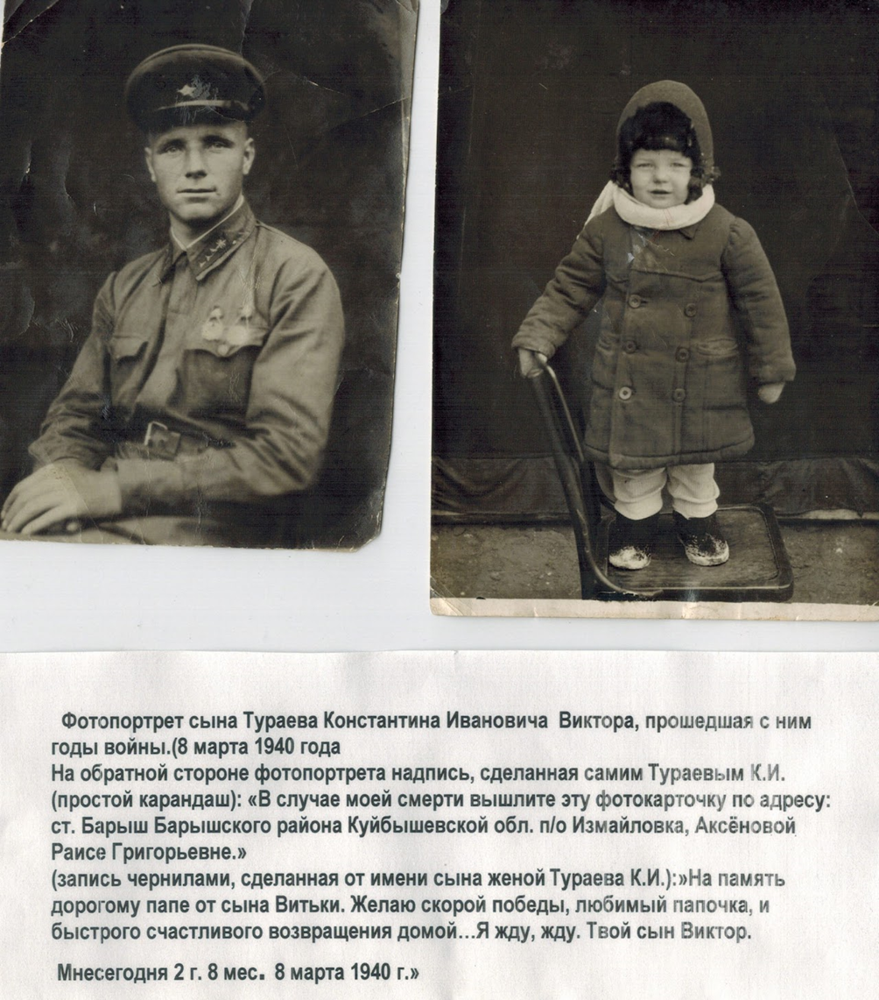 Фотопортрет сына Тураева Константина Ивановича Виктора, прошедшая с ним
годы войны.(8 марта 1940 года
На обратной стороне фотопортрета надпись, сделанная самим Тураевым К.И.
(простой карандаш): «В случае моей смерти вышлите эту фотокарточку по адресу:
ст. Барыш Барышского района Куйбышевской обл. п/о Измайловка, Аксёновой
Раисе Григорьевне.»
(запись чернилами, сделанная от имени сына женой Тураева К.И.):»На память
дорогому папе от сына Витьки. Желаю скорой победы, любимый папочка, и
быстрого счастливого возвращения домой…Я жду, жду. Твой сын Виктор.
Мнесегодня 2 г. 8 мес. 8 марта 1940 г.»